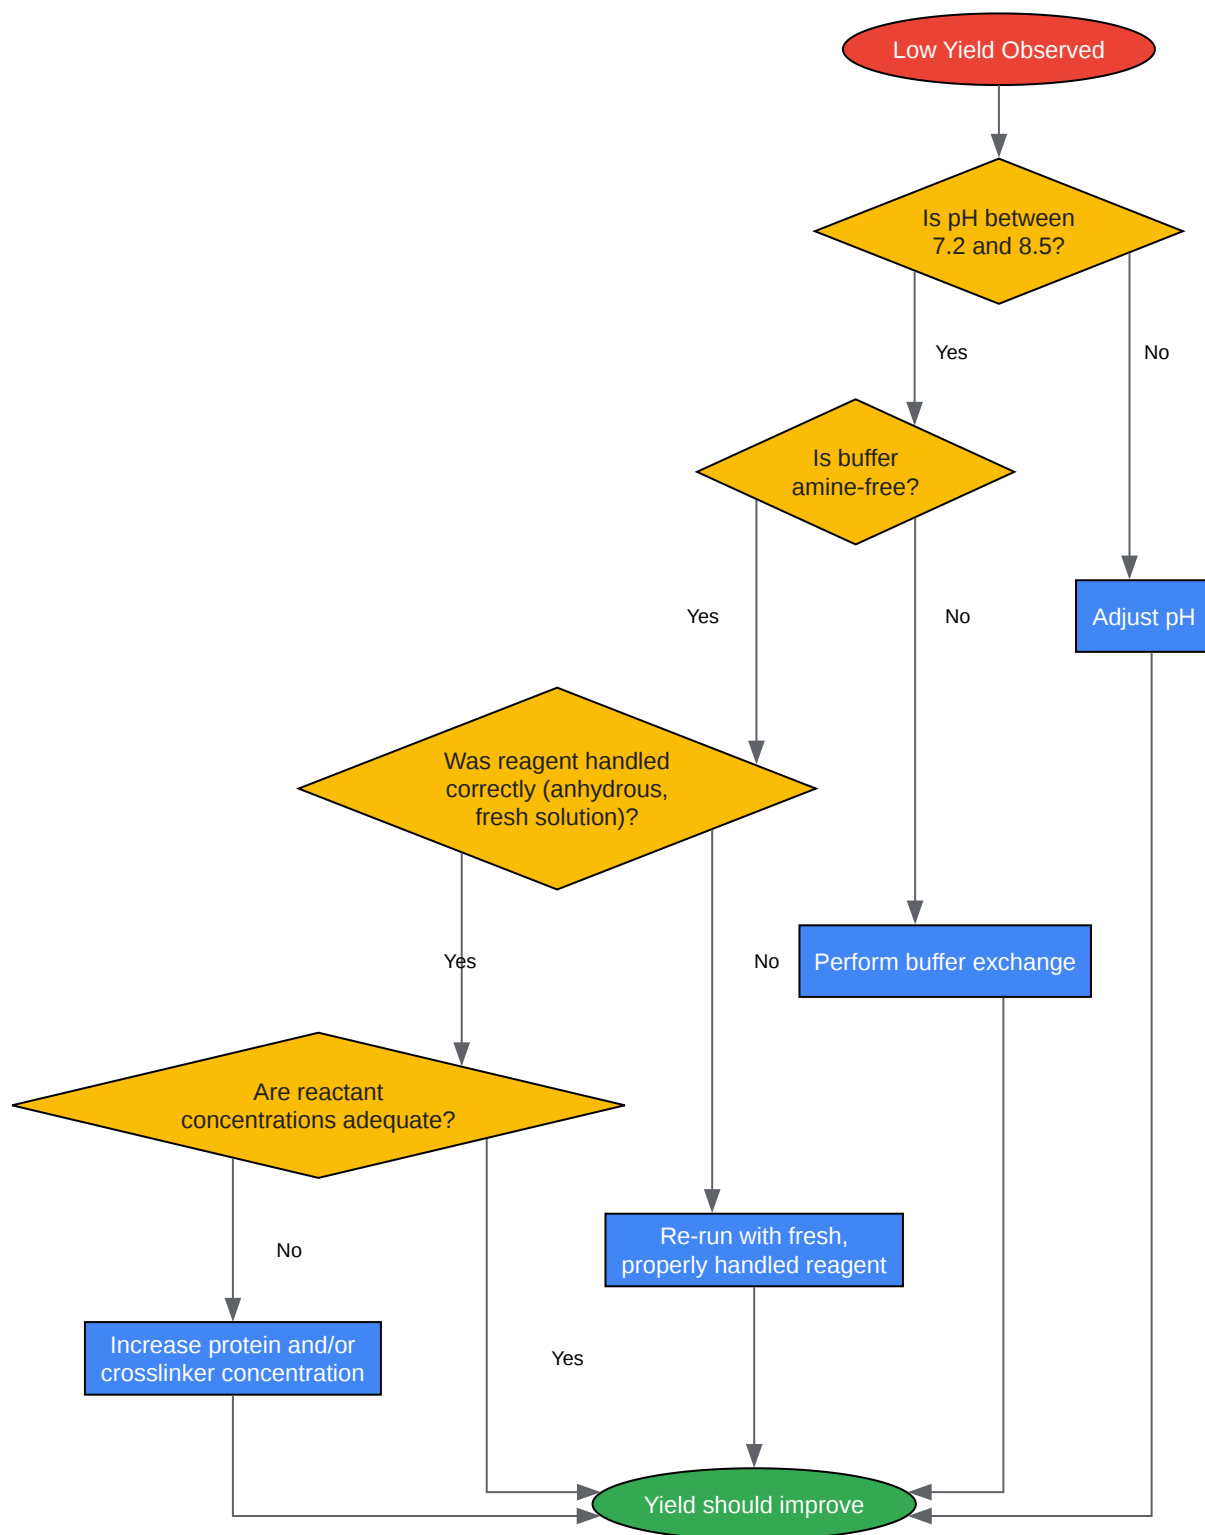 Low Yield Observed
Is pH between
7.2 and 8.5?
Yes
No
Is buffer
amine-free?
Yes
No
Adjust pH
Was reagent handled
correctly (anhydrous,
fresh solution)?
Yes
No
Perform buffer exchange
Are reactant
concentrations adequate?
No
Re-run with fresh,
properly handled reagent
Increase protein and/or
crosslinker concentration
Yes
Yield should improve